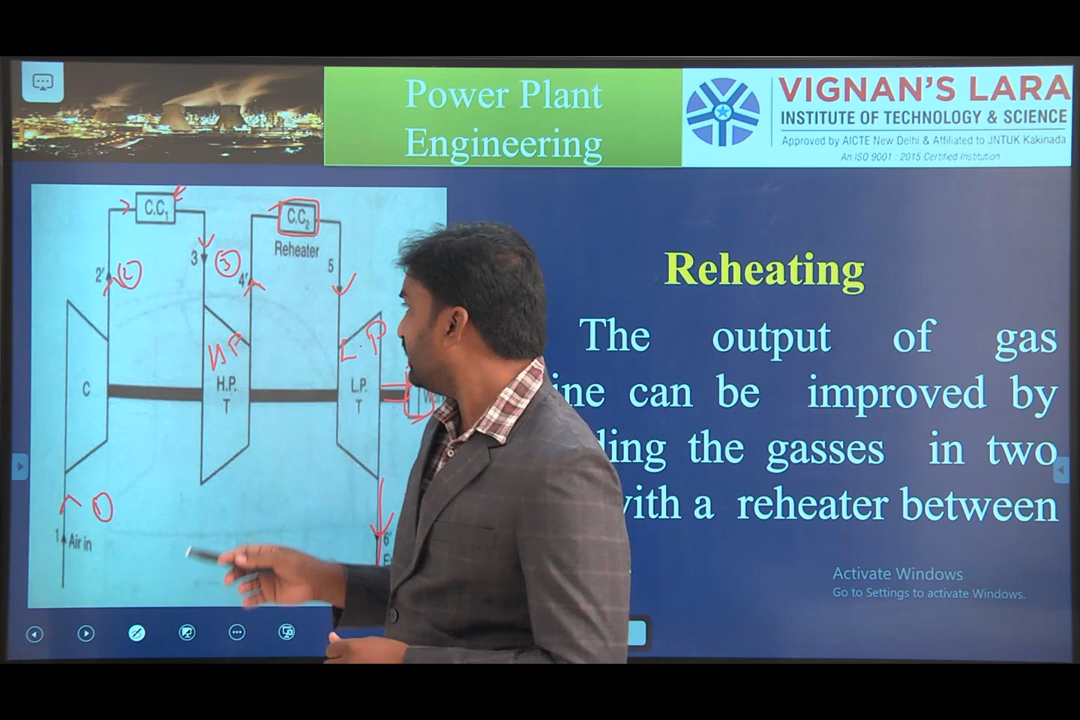 Power Plant
Engineering
VIGNAN'S LARA
INSTITUTE OF TECHNOLOGY & SCIENCE
Approved by AICTE New Delhi & Affiliated to JNTUK Kakinada
An ISO 9001 : 2015 Certified Institution
C.C1
C.C2
Reheater
2'
2
3
3
4'
5
H P
L.P
C
H.P.
T
L.P.
T
1
1
Air in
6'
Reheating
The output of gas
ine can be improved by
ding the gasses in two
with a reheater between
Activate Windows
Go to Settings to activate Windows.